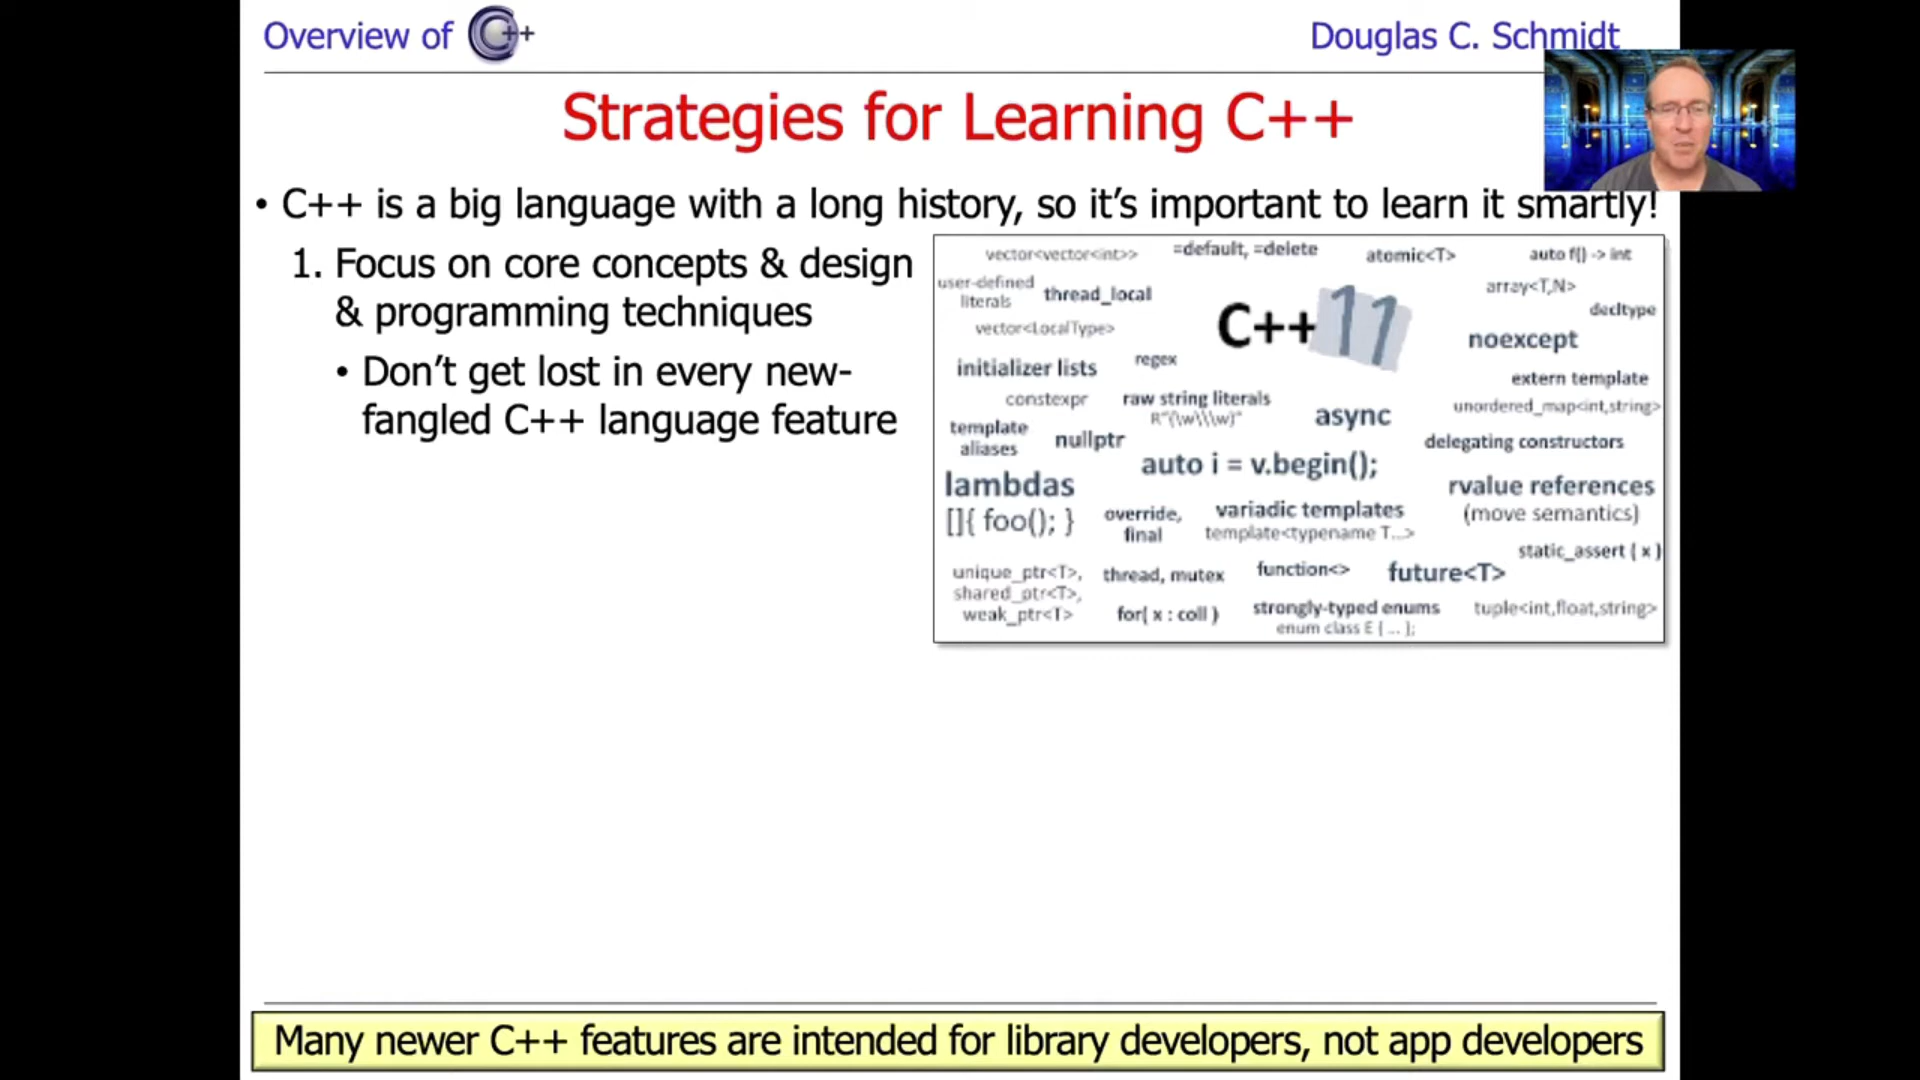 Overview of C++
Douglas C. Schmidt
Strategies for Learning C++
• C++ is a big language with a long history, so it's important to learn it smartly!
1. Focus on core concepts & design
& programming techniques
• Don't get lost in every new-
fangled C++ language feature
vector<vector<int>>
=default, =delete
atomic<T>
auto f() -> int
user-defined
literals
thread_local
C++11
array<T,N>
decltype
vector<LocalType>
noexcept
initializer lists
regex
extern template
constexpr
raw string literals
R"(\w\\\w)"
async
unordered_map<int,string>
template
aliases
nullptr
delegating constructors
auto i = v.begin();
lambdas
[]{ foo(); }
rvalue references
(move semantics)
override,
final
variadic templates
template<typename T...>
static_assert ( x )
unique_ptr<T>,
shared_ptr<T>,
weak_ptr<T>
thread, mutex
function<>
future<T>
for( x : coll )
strongly-typed enums
enum class E { ... };
tuple<int,float,string>
Many newer C++ features are intended for library developers, not app developers